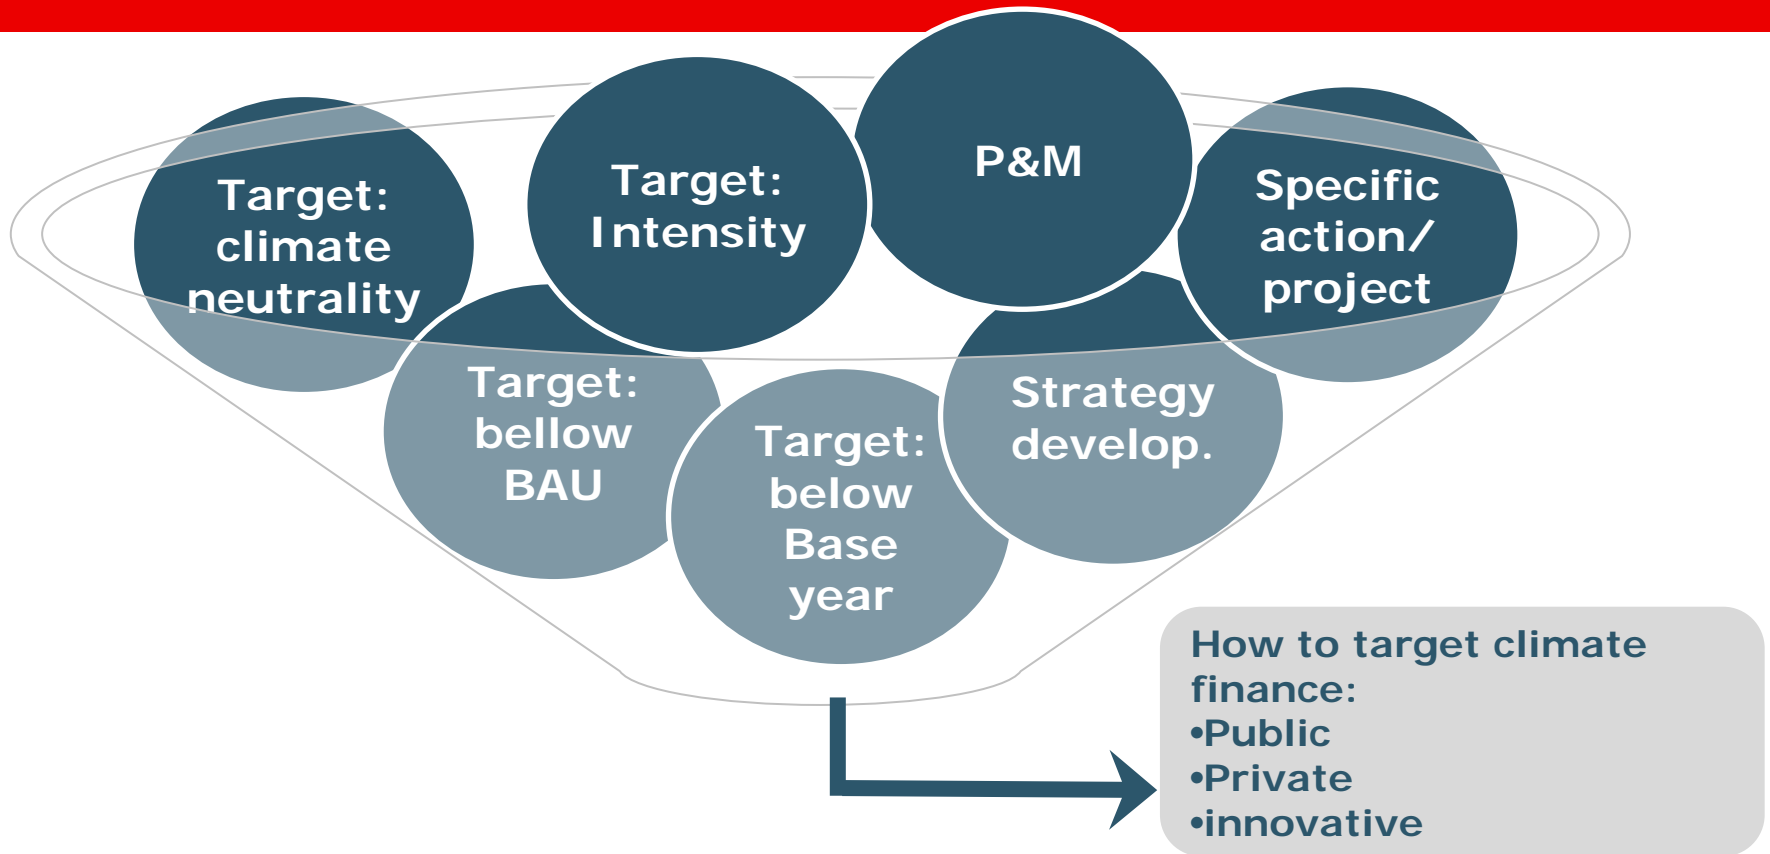 Target:
climate
neutrality
Target:
Intensity
P&M
Specific
action/
project
Target:
bellow
BAU
Target:
below
Base
year
Strategy
develop.
How to target climate
finance:
•Public
•Private
•innovative